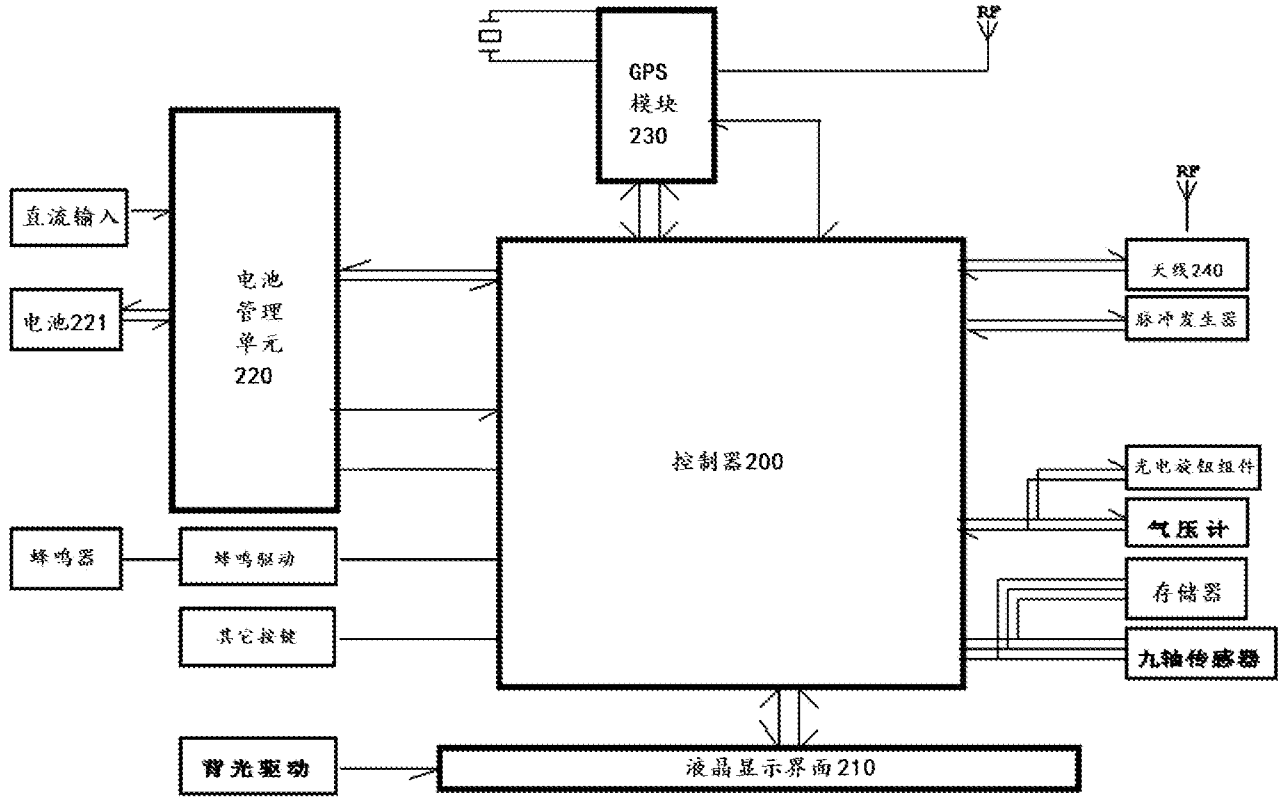 RF
GPS
模块
230
RF
直流输入
电池221
电池
管理
单元
220
天线240
脉冲发生器
控制器200
光电旋钮组件
气压计
蜂鸣器
蜂鸣驱动
存储器
其它按键
九轴传感器
背光驱动
液晶显示界面210